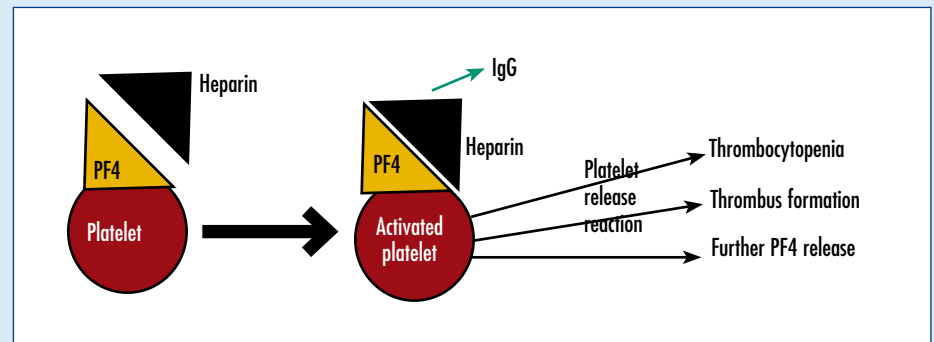 Heparin
PF4
Platelet
IgG
Heparin
PF4
Activated
platelet
Platelet
release
reaction
Thrombocytopenia
Thrombus formation
Further PF4 release